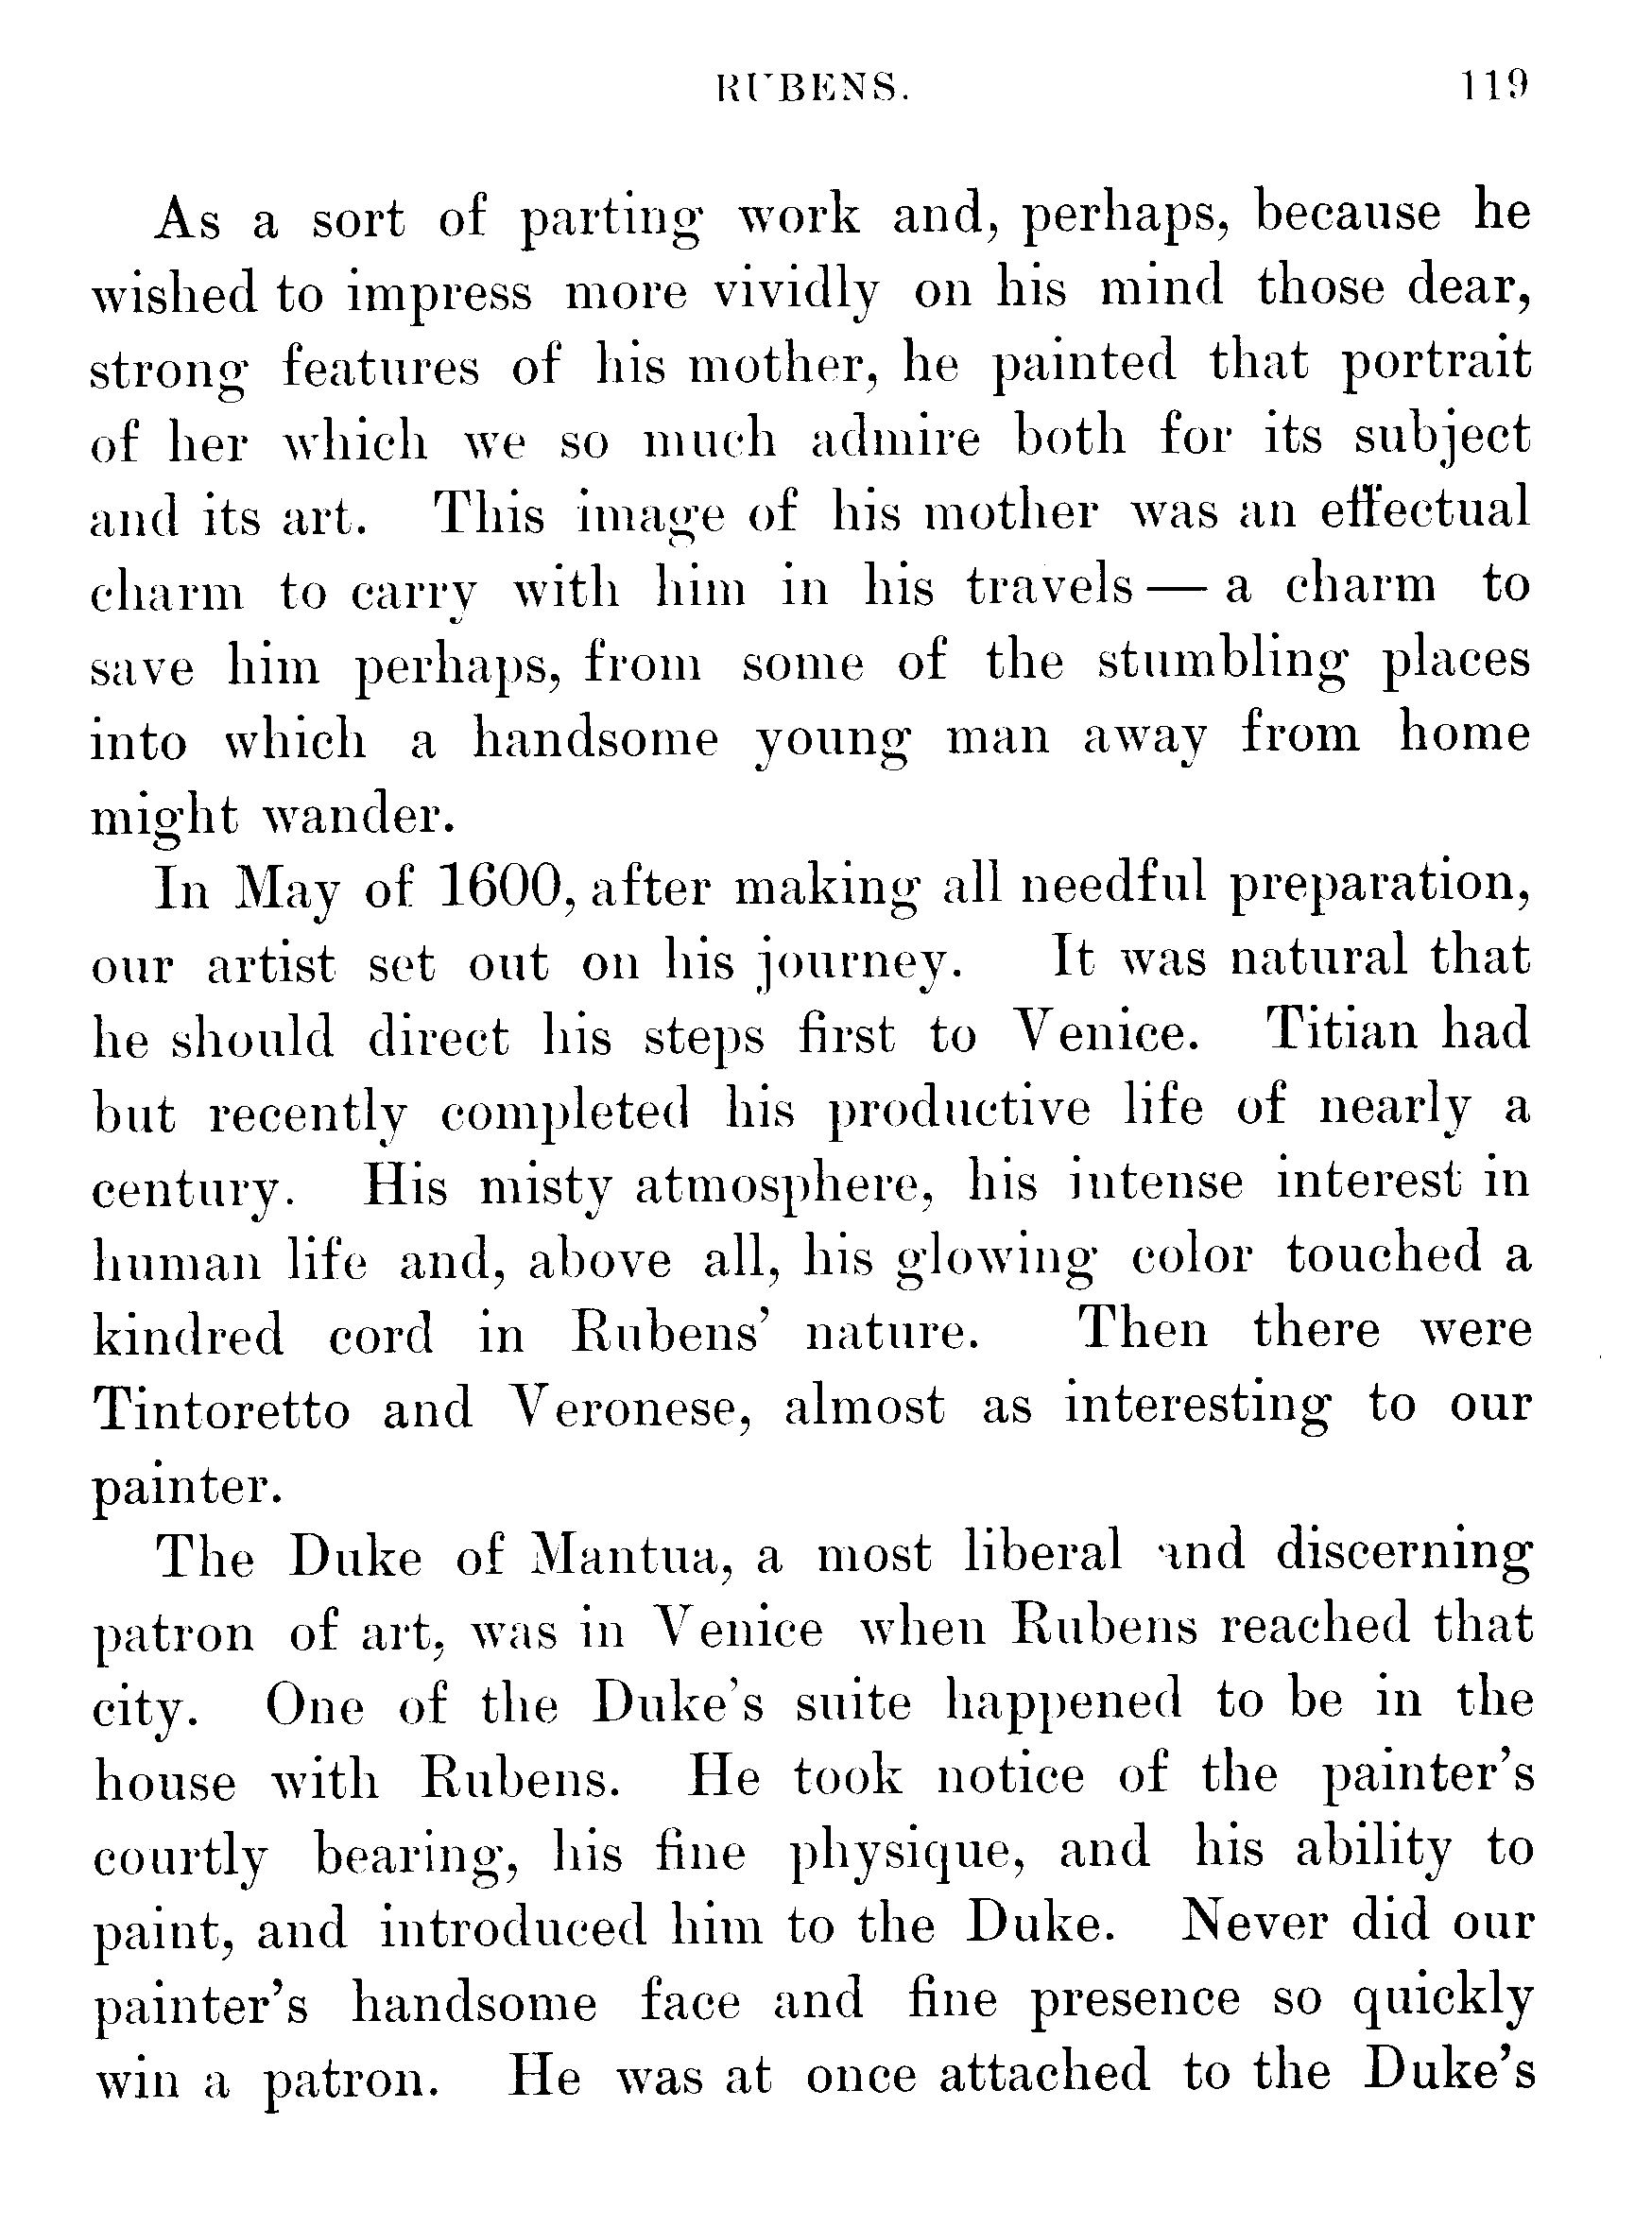 RUBENS. 119
As a sort of parting work and, perhaps, because he
wished to impress more vividly on his mind those dear,
strong features of his mother, he painted that portrait
of her which we so much admire both for its subject
and its art. This image of his mother was an effectual
charm to carry with him in his travels — a charm to
save him perhaps, from some of the stumbling places
into which a handsome young man away from home
might wander.
In May of 1600, after making all needful preparation,
our artist set out on his journey. It was natural that
he should direct his steps first to Venice. Titian had
but recently completed his productive life of nearly a
century. His misty atmosphere, his intense interest in
human life and, above all, his glowing color touched a
kindred cord in Rubens' nature. Then there were
Tintoretto and Veronese, almost as interesting to our
painter.
The Duke of Mantua, a most liberal and discerning
patron of art, was in Venice when Rubens reached that
city. One of the Duke's suite happened to be in the
house with Rubens. He took notice of the painter's
courtly bearing, his fine physique, and his ability to
paint, and introduced him to the Duke. Never did our
painter's handsome face and fine presence so quickly
win a patron. He was at once attached to the Duke's